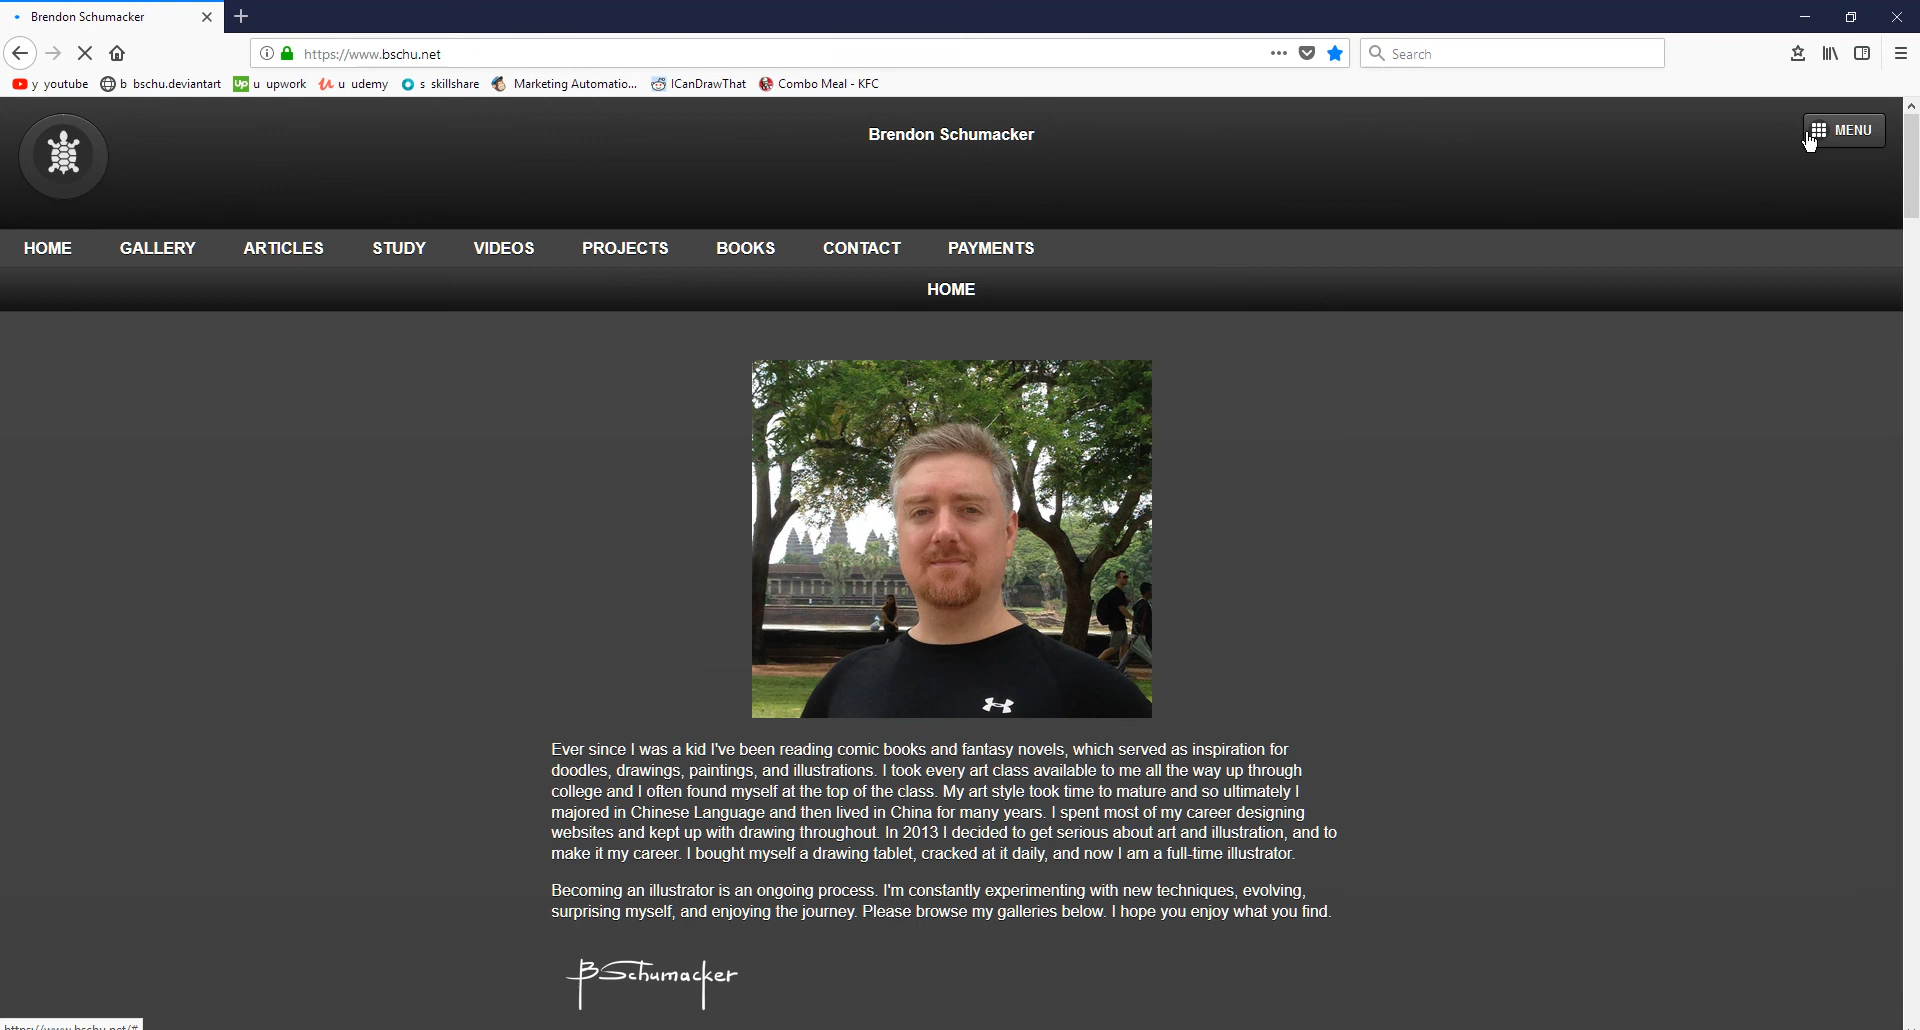 Brendon Schumacker
https://www.bschu.net
Search
y youtube
b bschu.deviantart
up u upwork
u udemy
s skillshare
Marketing Automatio...
ICanDrawThat
Combo Meal - KFC
Brendon Schumacker
MENU
HOME GALLERY ARTICLES STUDY VIDEOS PROJECTS BOOKS CONTACT PAYMENTS
HOME
Ever since I was a kid I've been reading comic books and fantasy novels, which served as inspiration for
doodles, drawings, paintings, and illustrations. I took every art class available to me all the way up through
college and I often found myself at the top of the class. My art style took time to mature and so ultimately I
majored in Chinese Language and then lived in China for many years. I spent most of my career designing
websites and kept up with drawing throughout. In 2013 I decided to get serious about art and illustration, and to
make it my career. I bought myself a drawing tablet, cracked at it daily, and now I am a full-time illustrator.
Becoming an illustrator is an ongoing process. I'm constantly experimenting with new techniques, evolving,
surprising myself, and enjoying the journey. Please browse my galleries below. I hope you enjoy what you find.
BSchumacker
https://www.bschu.net/#